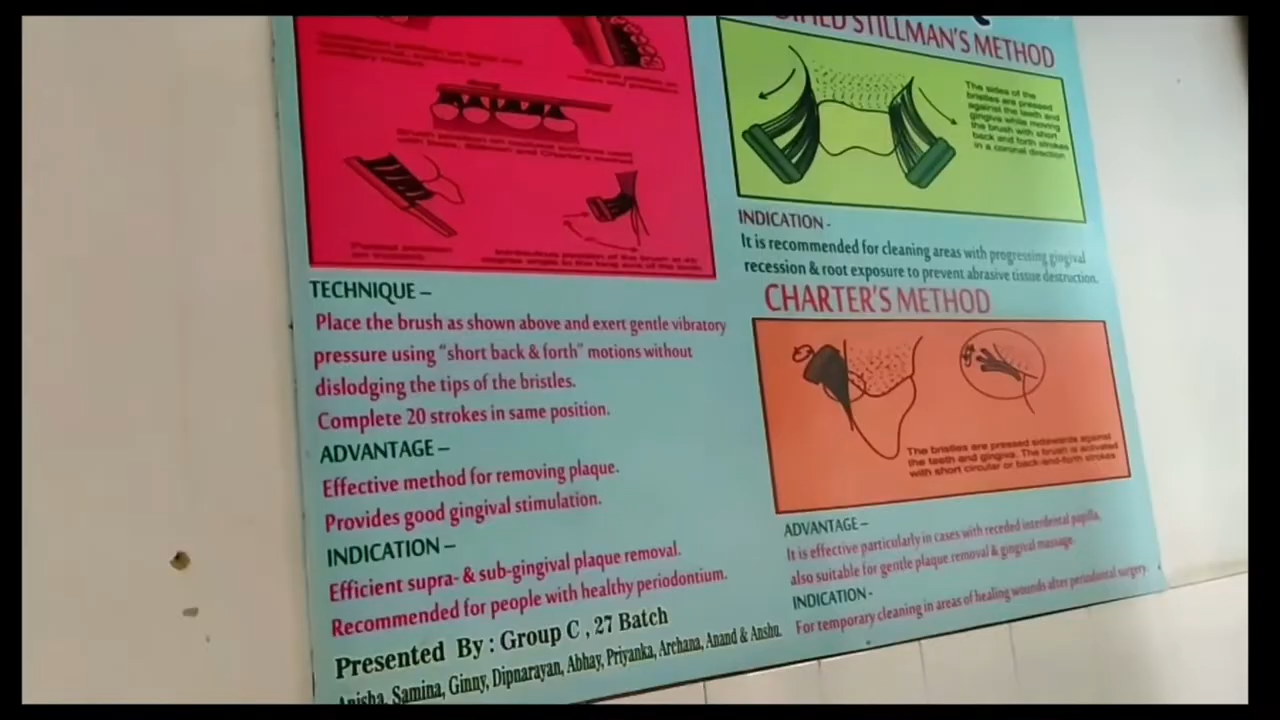 TECHNIQUE –
Place the brush as shown above and exert gentle vibratory
pressure using "short back & forth" motions without
dislodging the tips of the bristles.
Complete 20 strokes in same position.
ADVANTAGE –
Effective method for removing plaque.
Provides good gingival stimulation.
INDICATION –
Efficient supra- & sub-gingival plaque removal.
Recommended for people with healthy periodontium.
Presented By : Group C , 27 Batch
Anisha, Samina, Ginny, Dipnarayan, Abhay, Priyanka, Archana, Anand & Anshu.
STILLMAN'S METHOD
The sides of the
bristles are pressed
against the teeth and
gingiva while moving
the brush with short
back and forth strokes
in a coronal direction
INDICATION -
It is recommended for cleaning areas with progressing gingival
recession & root exposure to prevent abrasive tissue destruction.
CHARTER'S METHOD
The bristles are pressed sideways against
the teeth and gingiva. The brush is activated
with short circular or back-and-forth strokes
ADVANTAGE –
It is effective particularly in cases with receded interdental papilla,
also suitable for gentle plaque removal & gingival massage.
INDICATION -
For temporary cleaning in areas of healing wounds after periodontal surgery.